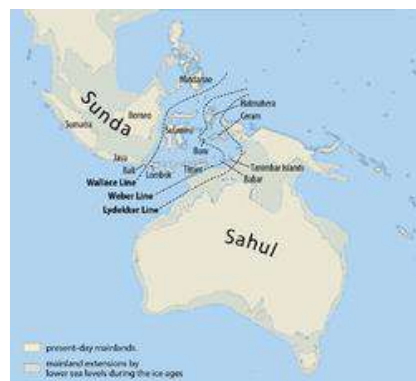 Mindanao
Halmahera
Ceram
Sunda
Borneo
Sumatra
Sulawesi
Buru
Java
Bali
Lombok
Timor
Tanimbar Islands
Babar
Wallace Line
Weber Line
Lydekker Line
Sahul
present-day mainlands
mainland extensions by
lower sea levels during the ice ages